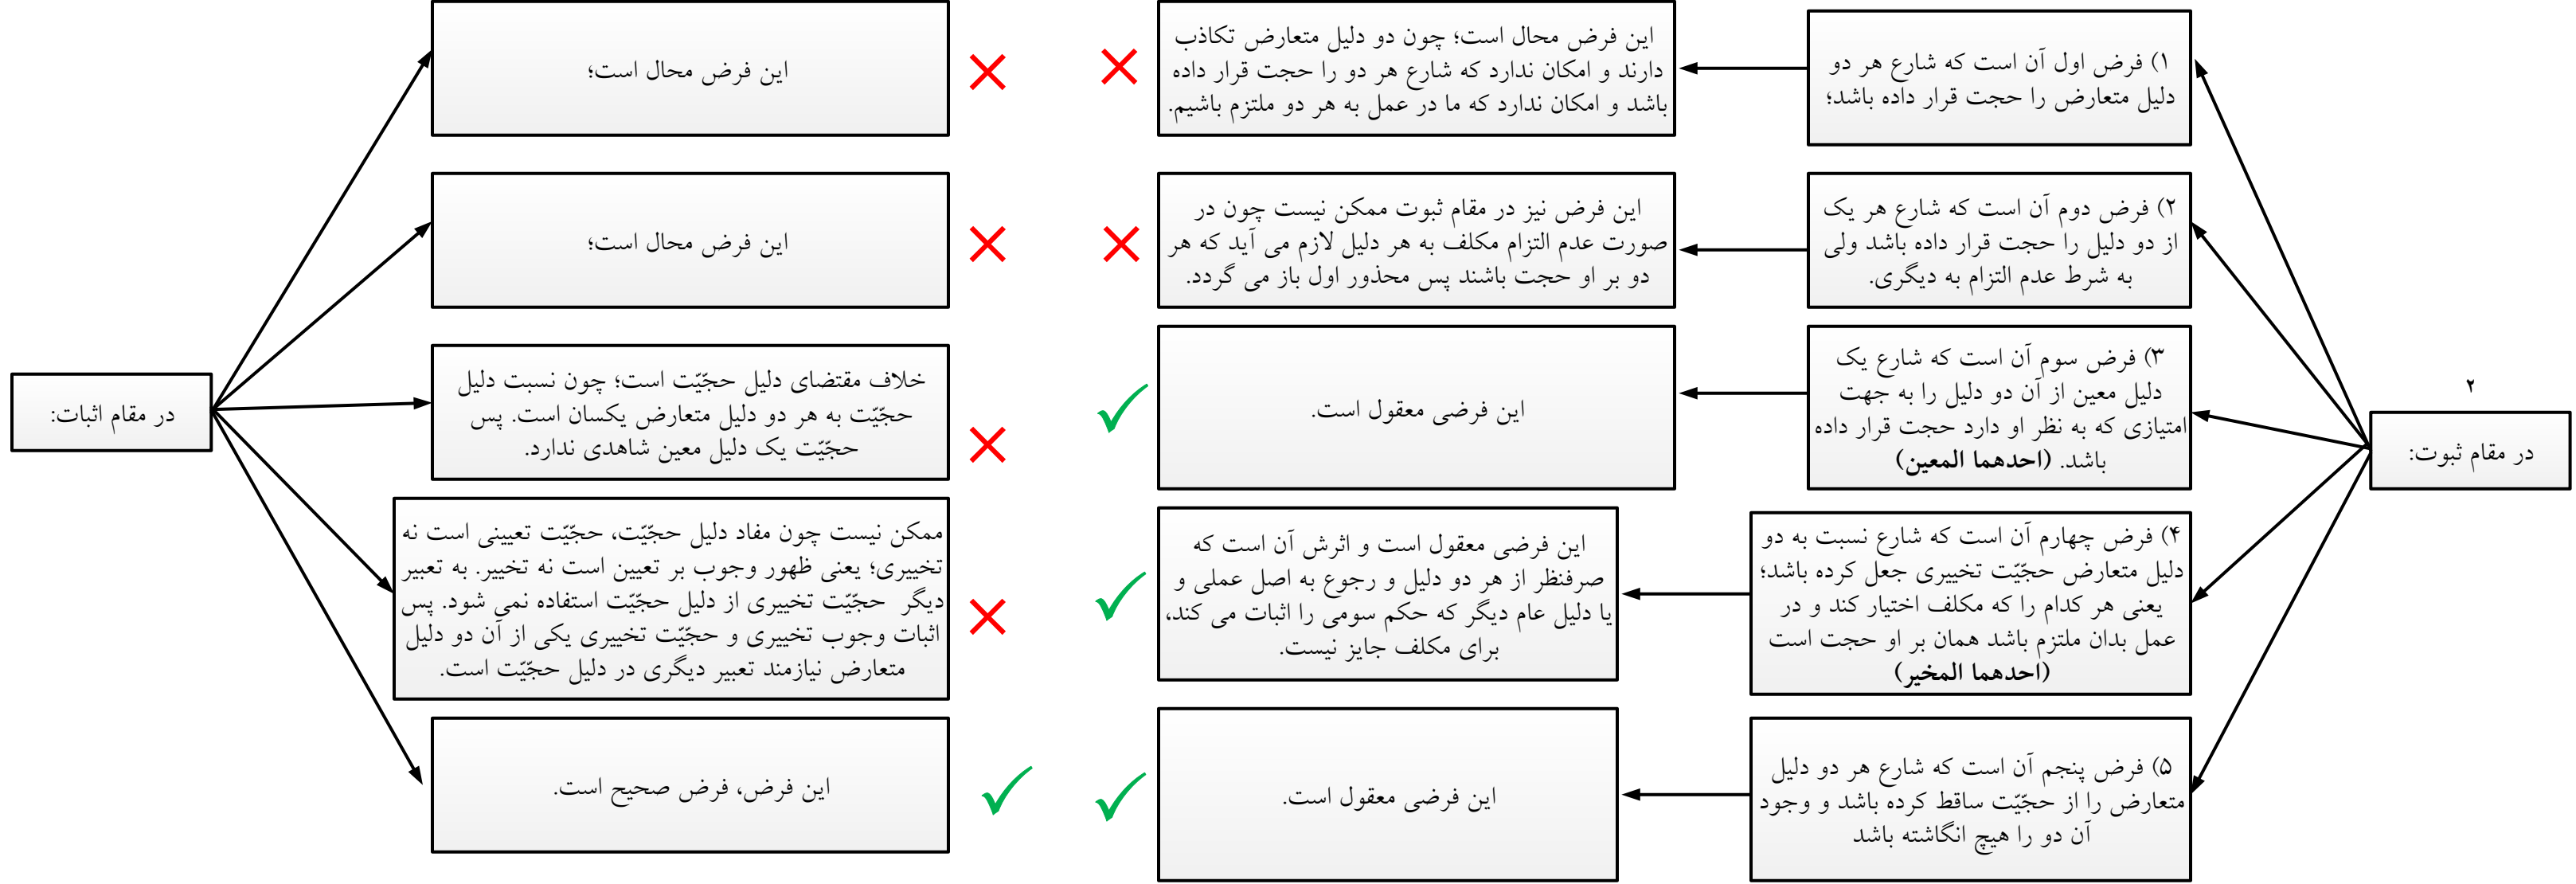 ۲
در مقام ثبوت:
۱) فرض اول آن است که شارع هر دو
دلیل متعارض را حجت قرار داده باشد؛
این فرض محال است؛ چون دو دلیل متعارض تکاذب
دارند و امکان ندارد که شارع هر دو را حجت قرار داده
باشد و امکان ندارد که ما در عمل به هر دو ملتزم باشیم.
۲) فرض دوم آن است که شارع هر یک
از دو دلیل را حجت قرار داده باشد ولی
به شرط عدم التزام به دیگری.
این فرض نیز در مقام ثبوت ممکن نیست چون در
صورت عدم التزام مکلف به هر دلیل لازم می آید که هر
دو بر او حجت باشند پس محذور اول باز می گردد.
۳) فرض سوم آن است که شارع یک
دلیل معین از آن دو دلیل را به جهت
امتیازی که به نظر او دارد حجت قرار داده
باشد. (احدهما المعین)
این فرضی معقول است.
۴) فرض چهارم آن است که شارع نسبت به دو
دلیل متعارض حجّیّت تخییری جعل کرده باشد؛
یعنی هر کدام را که مکلف اختیار کند و در
عمل بدان ملتزم باشد همان بر او حجت است
(احدهما المخیر)
این فرضی معقول است و اثرش آن است که
صرفنظر از هر دو دلیل و رجوع به اصل عملی و
یا دلیل عام دیگر که حکم سومی را اثبات می کند،
برای مکلف جایز نیست.
۵) فرض پنجم آن است که شارع هر دو دلیل
متعارض را از حجّیّت ساقط کرده باشد و وجود
آن دو را هیچ انگاشته باشد
این فرضی معقول است.
در مقام اثبات:
این فرض محال است؛
این فرض محال است؛
خلاف مقتضای دلیل حجّیّت است؛ چون نسبت دلیل
حجّیّت به هر دو دلیل متعارض یکسان است. پس
حجّیّت یک دلیل معین شاهدی ندارد.
ممکن نیست چون مفاد دلیل حجّیّت، حجّیّت تعیینی است نه
تخییری؛ یعنی ظهور وجوب بر تعیین است نه تخییر. به تعبیر
دیگر حجّیّت تخییری از دلیل حجّیّت استفاده نمی شود. پس
اثبات وجوب تخییری و حجّیّت تخییری یکی از آن دو دلیل
متعارض نیازمند تعبیر دیگری در دلیل حجّیّت است.
این فرض، فرض صحیح است.